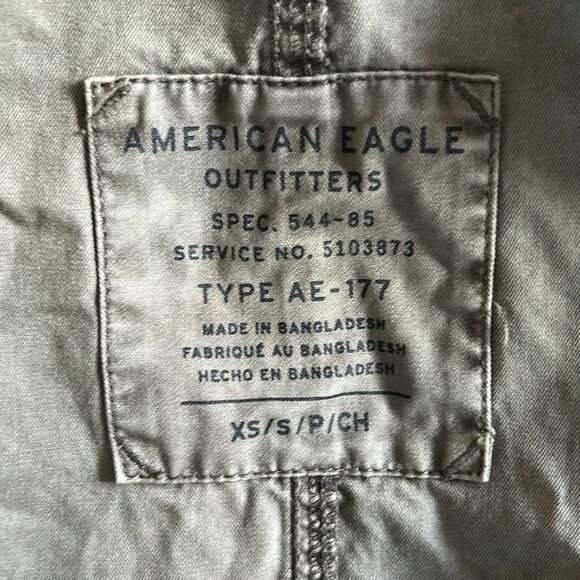 AMERICAN EAGLE
OUTFITTERS
SPEC. 544-85
SERVICE NO. 5103873
TYPE AE-177
MADE IN BANGLADESH
FABRIQUÉ AU BANGLADESH
HECHO EN BANGLADESH
XS/S/P/CH